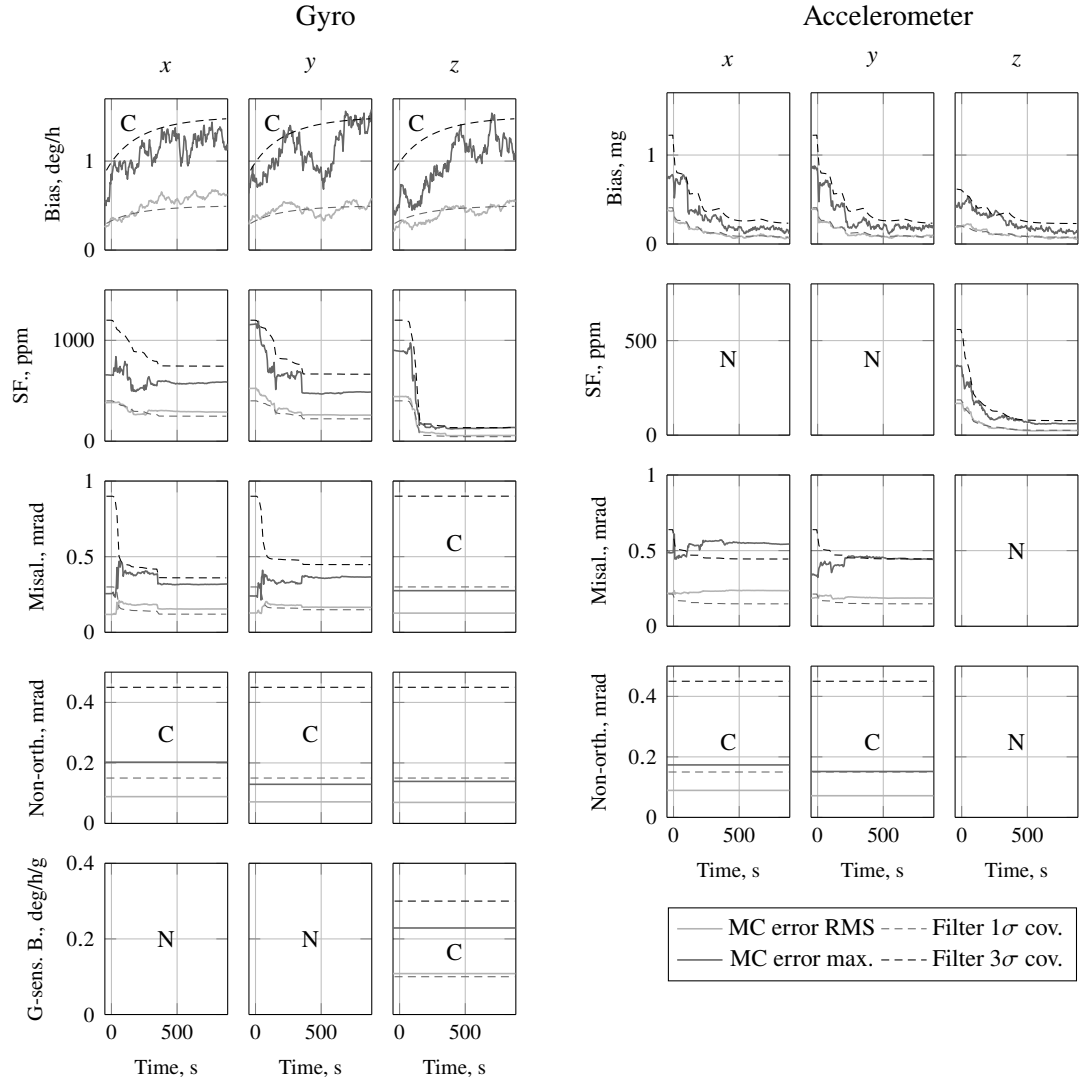 Gyro
Accelerometer
x y z
x y z
Bias, deg/h
1
0
C C C
Bias, mg
1
0
SF., ppm
1000
0
SF., ppm
500
0
N N
Misal., mrad
1
0.5
0
C
Misal., mrad
1
0.5
0
N
Non-orth., mrad
0.4
0.2
0
C C
Non-orth., mrad
0.4
0.2
0
C C N
0 500 0 500 0 500
Time, s Time, s Time, s
G-sens. B., deg/h/g
0.4
0.2
0
N N C
0 500 0 500 0 500
Time, s Time, s Time, s
MC error RMS Filter 1σ cov.
MC error max. Filter 3σ cov.